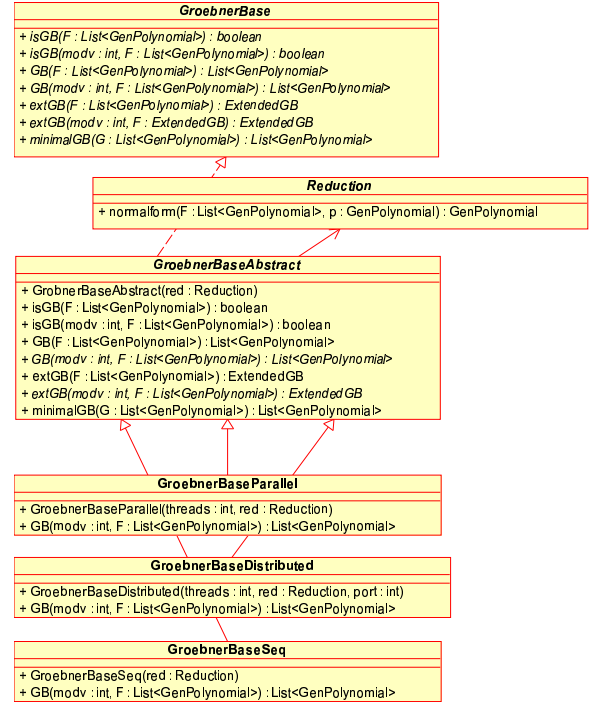 GroebnerBase
+ isGB(F : List<GenPolynomial>) : boolean
+ isGB(modv : int, F : List<GenPolynomial>) : boolean
+ GB(F : List<GenPolynomial>) : List<GenPolynomial>
+ GB(modv : int, F : List<GenPolynomial>) : List<GenPolynomial>
+ extGB(F : List<GenPolynomial>) : ExtendedGB
+ extGB(modv : int, F : ExtendedGB) : ExtendedGB
+ minimalGB(G : List<GenPolynomial>) : List<GenPolynomial>
Reduction
+ normalform(F : List<GenPolynomial>, p : GenPolynomial) : GenPolynomial
GroebnerBaseAbstract
+ GrobnerBaseAbstract(red : Reduction)
+ isGB(F : List<GenPolynomial>) : boolean
+ isGB(modv : int, F : List<GenPolynomial>) : boolean
+ GB(F : List<GenPolynomial>) : List<GenPolynomial>
+ GB(modv : int, F : List<GenPolynomial>) : List<GenPolynomial>
+ extGB(F : List<GenPolynomial>) : ExtendedGB
+ extGB(modv : int, F : List<GenPolynomial>) : ExtendedGB
+ minimalGB(G : List<GenPolynomial>) : List<GenPolynomial>
GroebnerBaseParallel
+ GroebnerBaseParallel(threads : int, red : Reduction)
+ GB(modv : int, F : List<GenPolynomial>) : List<GenPolynomial>
GroebnerBaseDistributed
+ GroebnerBaseDistributed(threads : int, red : Reduction, port : int)
+ GB(modv : int, F : List<GenPolynomial>) : List<GenPolynomial>
GroebnerBaseSeq
+ GroebnerBaseSeq(red : Reduction)
+ GB(modv : int, F : List<GenPolynomial>) : List<GenPolynomial>